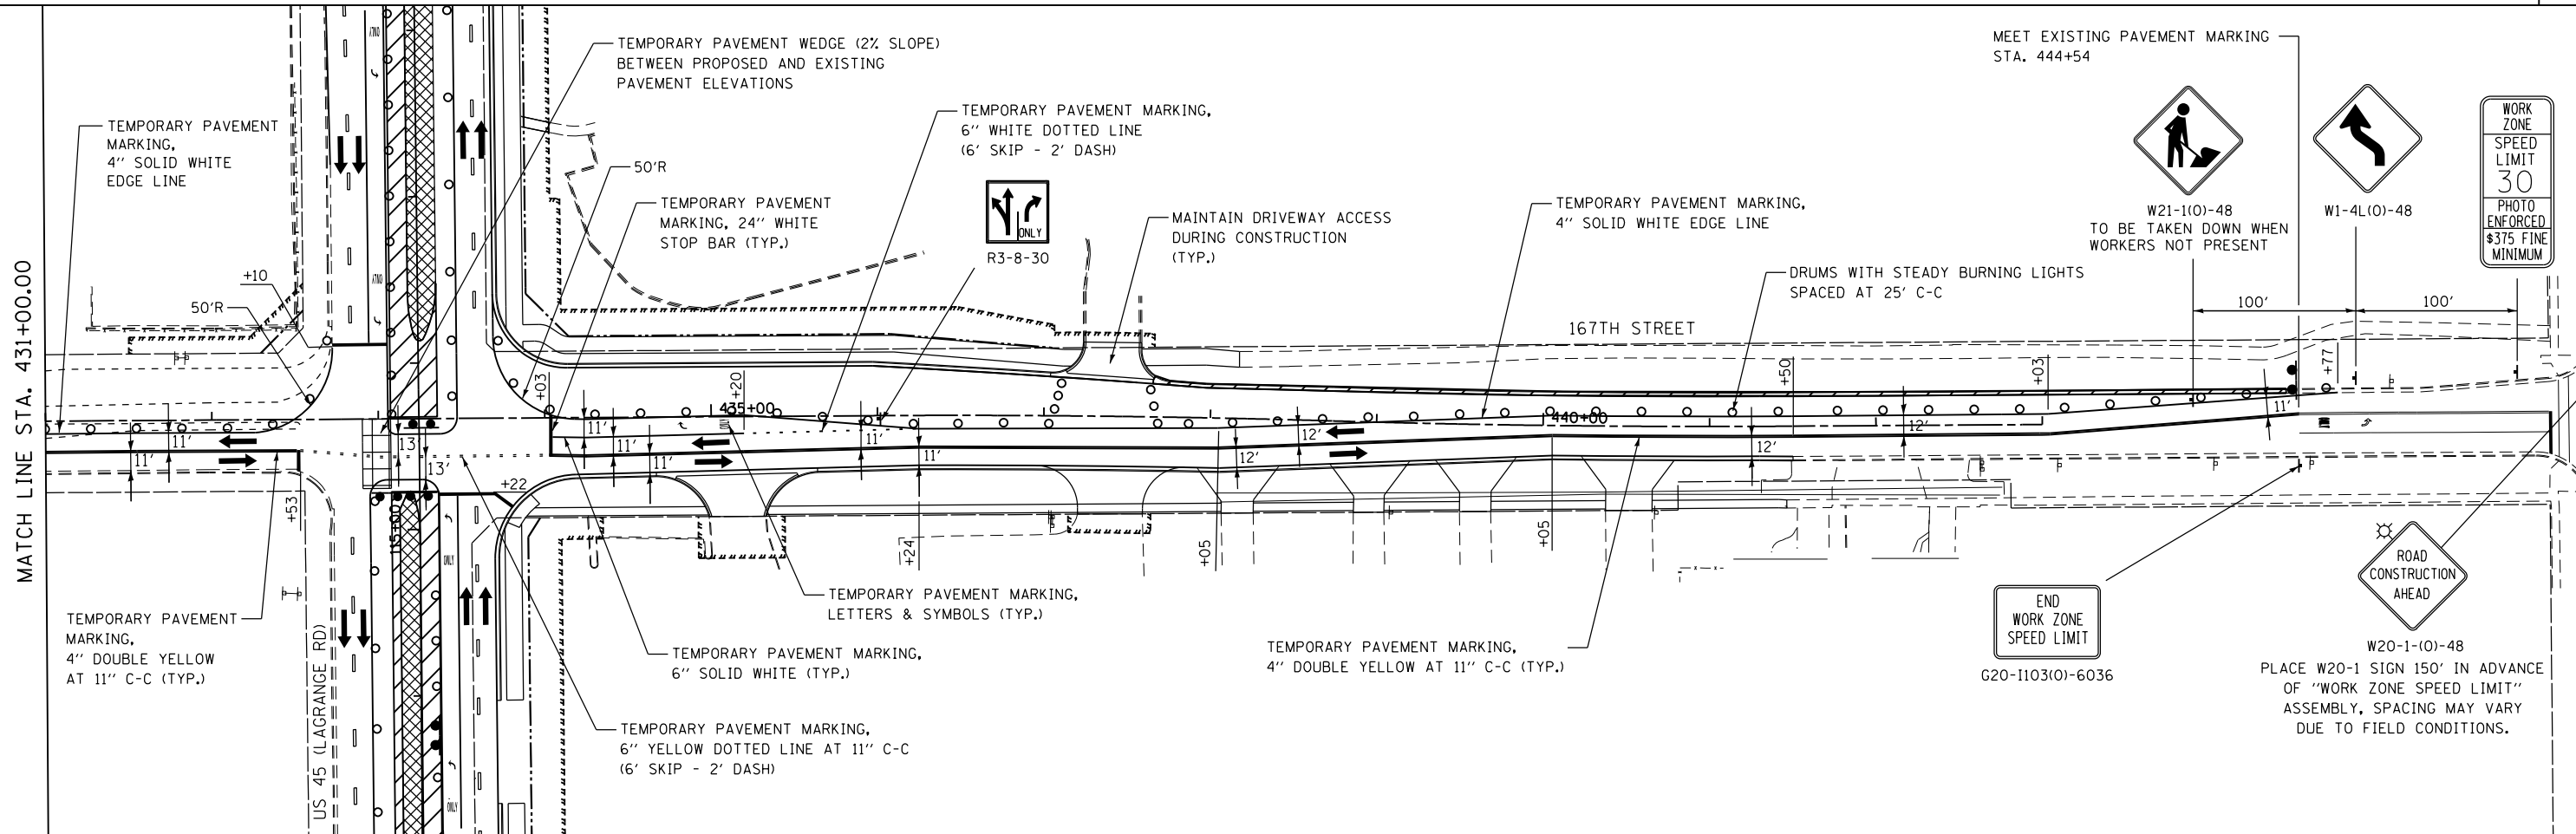 MATCH LINE STA. 431+00.00
TEMPORARY PAVEMENT
MARKING,
4'' SOLID WHITE
EDGE LINE
+10
50'R
TEMPORARY PAVEMENT WEDGE (2% SLOPE)
BETWEEN PROPOSED AND EXISTING
PAVEMENT ELEVATIONS
50'R
TEMPORARY PAVEMENT
MARKING, 24'' WHITE
STOP BAR (TYP.)
TEMPORARY PAVEMENT MARKING,
6'' WHITE DOTTED LINE
(6' SKIP - 2' DASH)
ONLY
R3-8-30
MAINTAIN DRIVEWAY ACCESS
DURING CONSTRUCTION
(TYP.)
TEMPORARY PAVEMENT MARKING,
4'' SOLID WHITE EDGE LINE
DRUMS WITH STEADY BURNING LIGHTS
SPACED AT 25' C-C
167TH STREET
MEET EXISTING PAVEMENT MARKING
STA. 444+54
W21-1(O)-48
TO BE TAKEN DOWN WHEN
WORKERS NOT PRESENT
W1-4L(O)-48
WORK
ZONE
SPEED
LIMIT
30
PHOTO
ENFORCED
$375 FINE
MINIMUM
100'
100'
ONLY
ONLY
+03
+20
435+00
440+00
+50
+03
+77
11'
11'
13'
13'
11'
11'
11'
11'
11'
12'
12'
12'
12'
11'
+53
115+00
+22
+24
+05
+05
ONLY
ONLY
TEMPORARY PAVEMENT
MARKING,
4'' DOUBLE YELLOW
AT 11'' C-C (TYP.)
US 45 (LAGRANGE RD)
TEMPORARY PAVEMENT MARKING,
LETTERS & SYMBOLS (TYP.)
TEMPORARY PAVEMENT MARKING,
6'' SOLID WHITE (TYP.)
TEMPORARY PAVEMENT MARKING,
6'' YELLOW DOTTED LINE AT 11'' C-C
(6' SKIP - 2' DASH)
TEMPORARY PAVEMENT MARKING,
4'' DOUBLE YELLOW AT 11'' C-C (TYP.)
END
WORK ZONE
SPEED LIMIT
G20-I103(O)-6036
ROAD
CONSTRUCTION
AHEAD
W20-1-(O)-48
PLACE W20-1 SIGN 150' IN ADVANCE
OF ''WORK ZONE SPEED LIMIT''
ASSEMBLY, SPACING MAY VARY
DUE TO FIELD CONDITIONS.